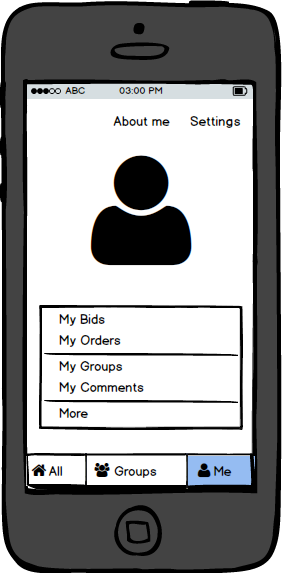 ABC 03:00 PM
About me Settings
My Bids
My Orders
My Groups
My Comments
More
All Groups Me